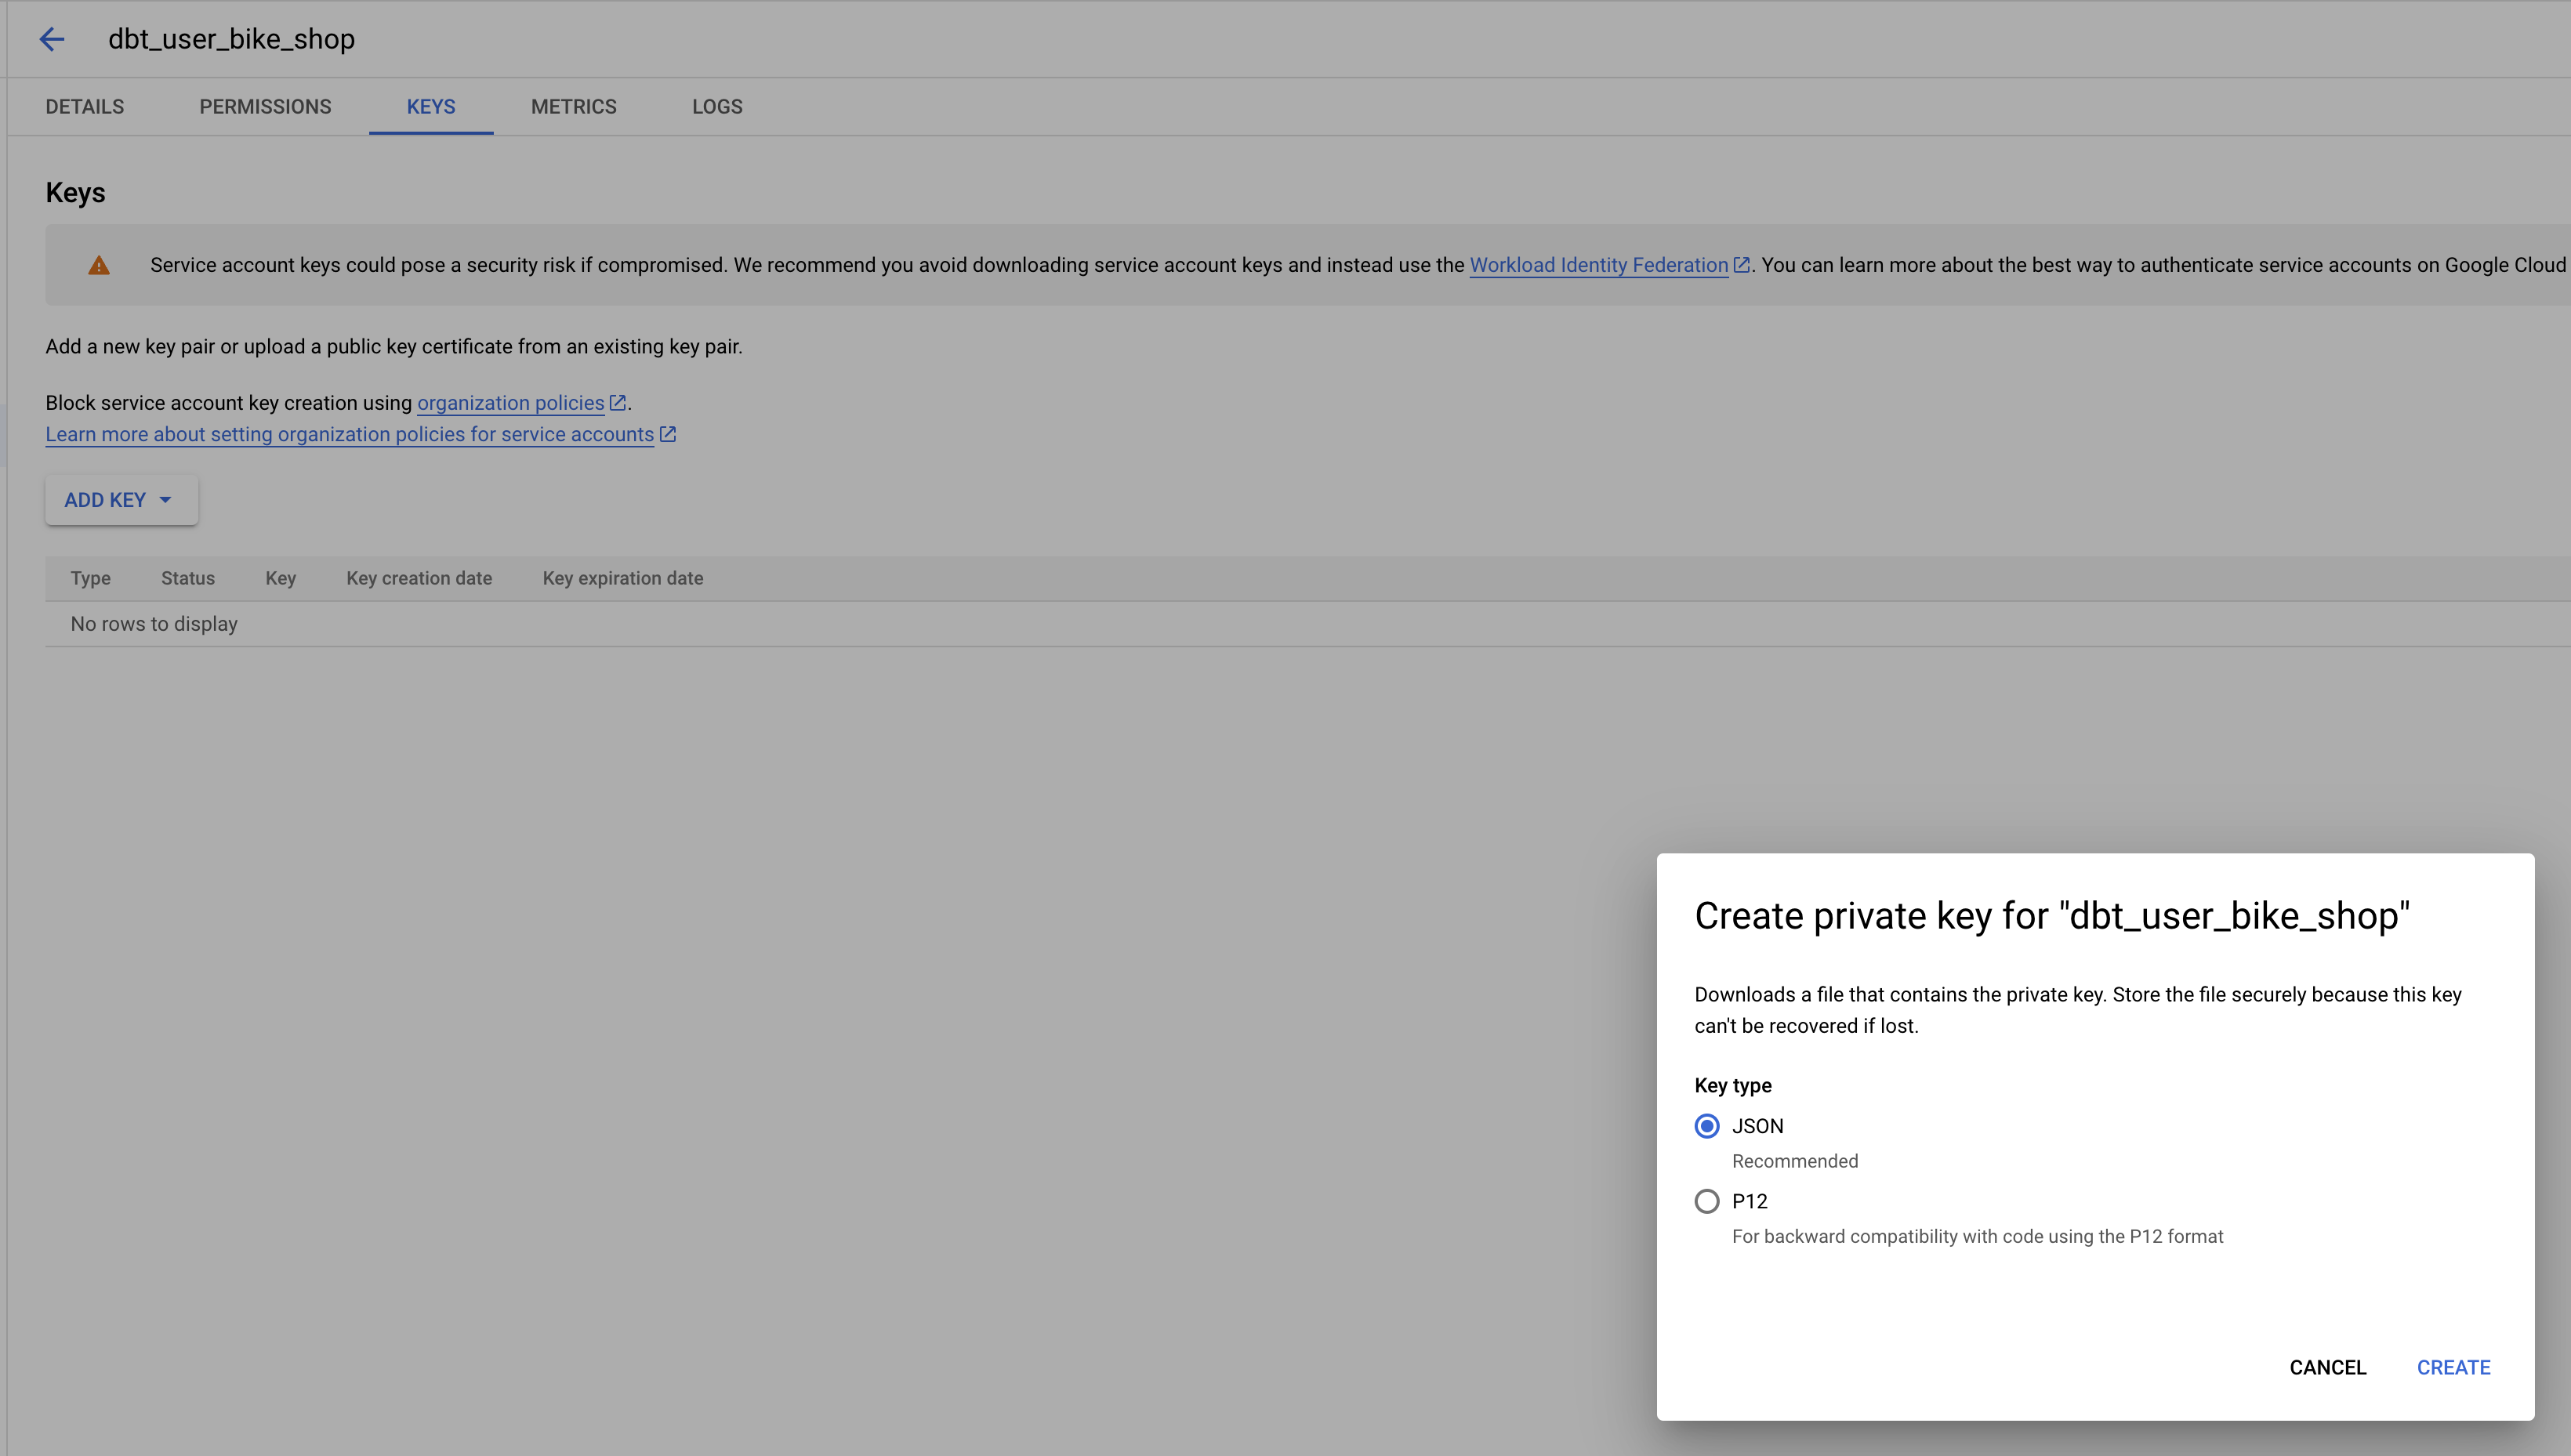 dbt_user_bike_shop
DETAILS PERMISSIONS KEYS METRICS LOGS
Keys
Service account keys could pose a security risk if compromised. We recommend you avoid downloading service account keys and instead use the Workload Identity Federation. You can learn more about the best way to authenticate service accounts on Google Cloud
Add a new key pair or upload a public key certificate from an existing key pair.
Block service account key creation using organization policies.
Learn more about setting organization policies for service accounts
ADD KEY
Type Status Key Key creation date Key expiration date
No rows to display
Create private key for "dbt_user_bike_shop"
Downloads a file that contains the private key. Store the file securely because this key
can't be recovered if lost.
Key type
JSON
Recommended
P12
For backward compatibility with code using the P12 format
CANCEL CREATE